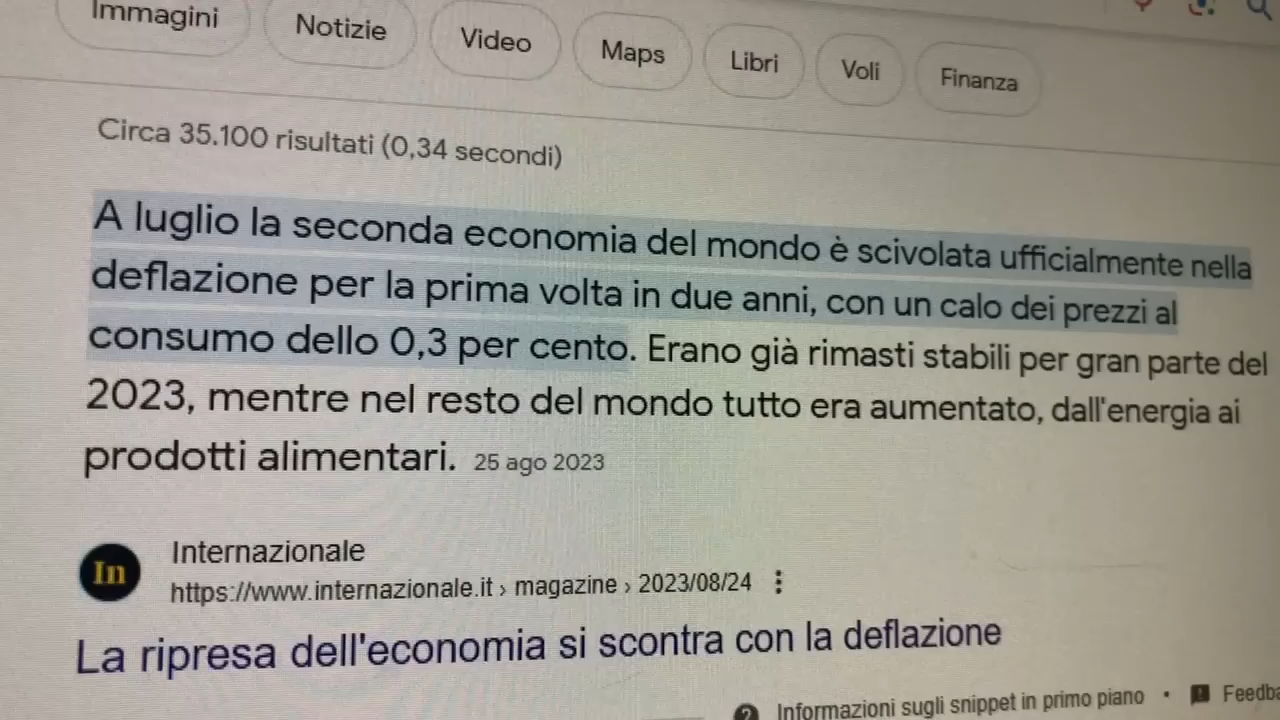 Immagini Notizie Video Maps Libri Voli Finanza
Circa 35.100 risultati (0,34 secondi)
A luglio la seconda economia del mondo è scivolata ufficialmente nella
deflazione per la prima volta in due anni, con un calo dei prezzi al
consumo dello 0,3 per cento. Erano già rimasti stabili per gran parte del
2023, mentre nel resto del mondo tutto era aumentato, dall'energia ai
prodotti alimentari. 25 ago 2023
In Internazionale
https://www.internazionale.it › magazine › 2023/08/24
La ripresa dell'economia si scontra con la deflazione
Informazioni sugli snippet in primo piano •